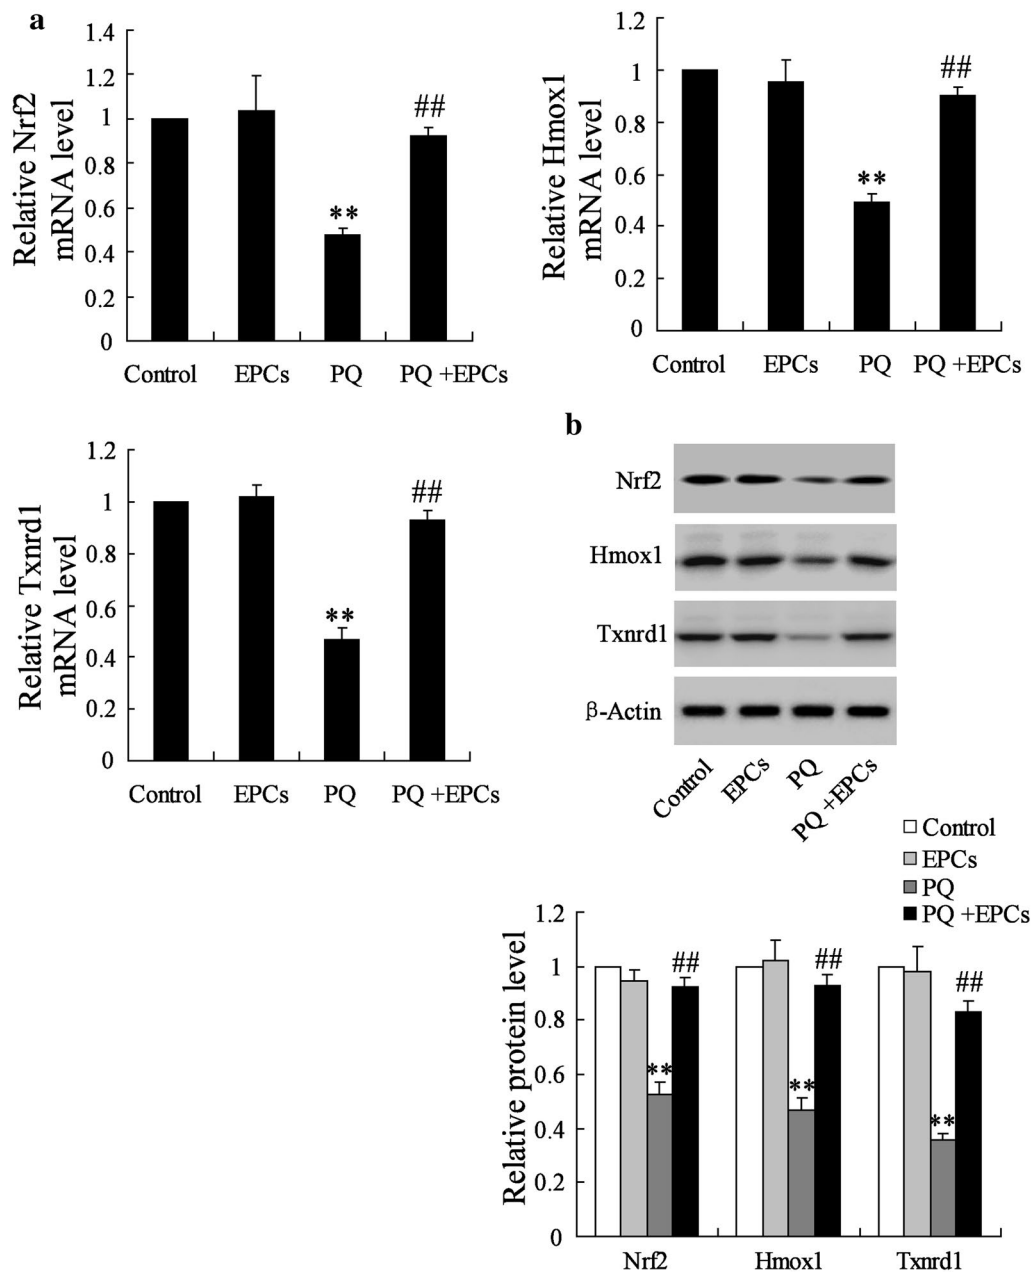 a
Relative Nrf2
mRNA level
1.4
1.2
1
0.8
0.6
0.4
0.2
0
**
##
Control EPCs PQ PQ +EPCs
Relative Hmox1
mRNA level
1.2
1
0.8
0.6
0.4
0.2
0
**
##
Control EPCs PQ PQ +EPCs
Relative Txnrd1
mRNA level
1.2
1
0.8
0.6
0.4
0.2
0
**
##
Control EPCs PQ PQ +EPCs
b
Nrf2
Hmox1
Txnrd1
β-Actin
Control EPCs PQ PQ +EPCs
Control
EPCs
PQ
PQ +EPCs
Relative protein level
1.2
1
0.8
0.6
0.4
0.2
0
** ## ** ## ** ##
Nrf2 Hmox1 Txnrd1